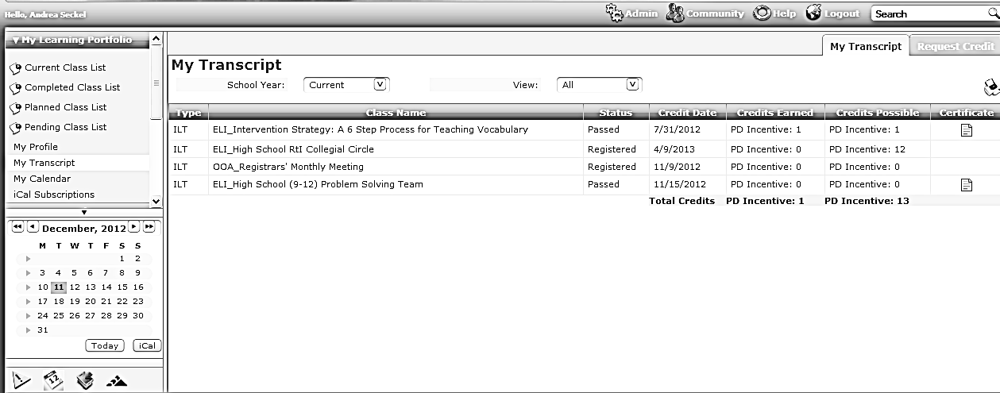 Hello, Andrea Seckel
Admin Community Help Logout Search
▼My Learning Portfolio
Current Class List
Completed Class List
Planned Class List
Pending Class List
My Profile
My Transcript
My Calendar
iCal Subscriptions
December, 2012
M T W T F S S
1 2
3 4 5 6 7 8 9
10 11 12 13 14 15 16
17 18 19 20 21 22 23
24 25 26 27 28 29 30
31
Today iCal
12
My Transcript Request Credit
My Transcript
School Year: Current View: All
Type Class Name Status Credit Date Credits Earned Credits Possible Certificate
ILT ELI_Intervention Strategy: A 6 Step Process for Teaching Vocabulary Passed 7/31/2012 PD Incentive: 1 PD Incentive: 1
ILT ELI_High School RtI Collegial Circle Registered 4/9/2013 PD Incentive: 0 PD Incentive: 12
ILT OOA_Registrars' Monthly Meeting Registered 11/9/2012 PD Incentive: 0 PD Incentive: 0
ILT ELI_High School (9-12) Problem Solving Team Passed 11/15/2012 PD Incentive: 0 PD Incentive: 0
Total Credits PD Incentive: 1 PD Incentive: 13